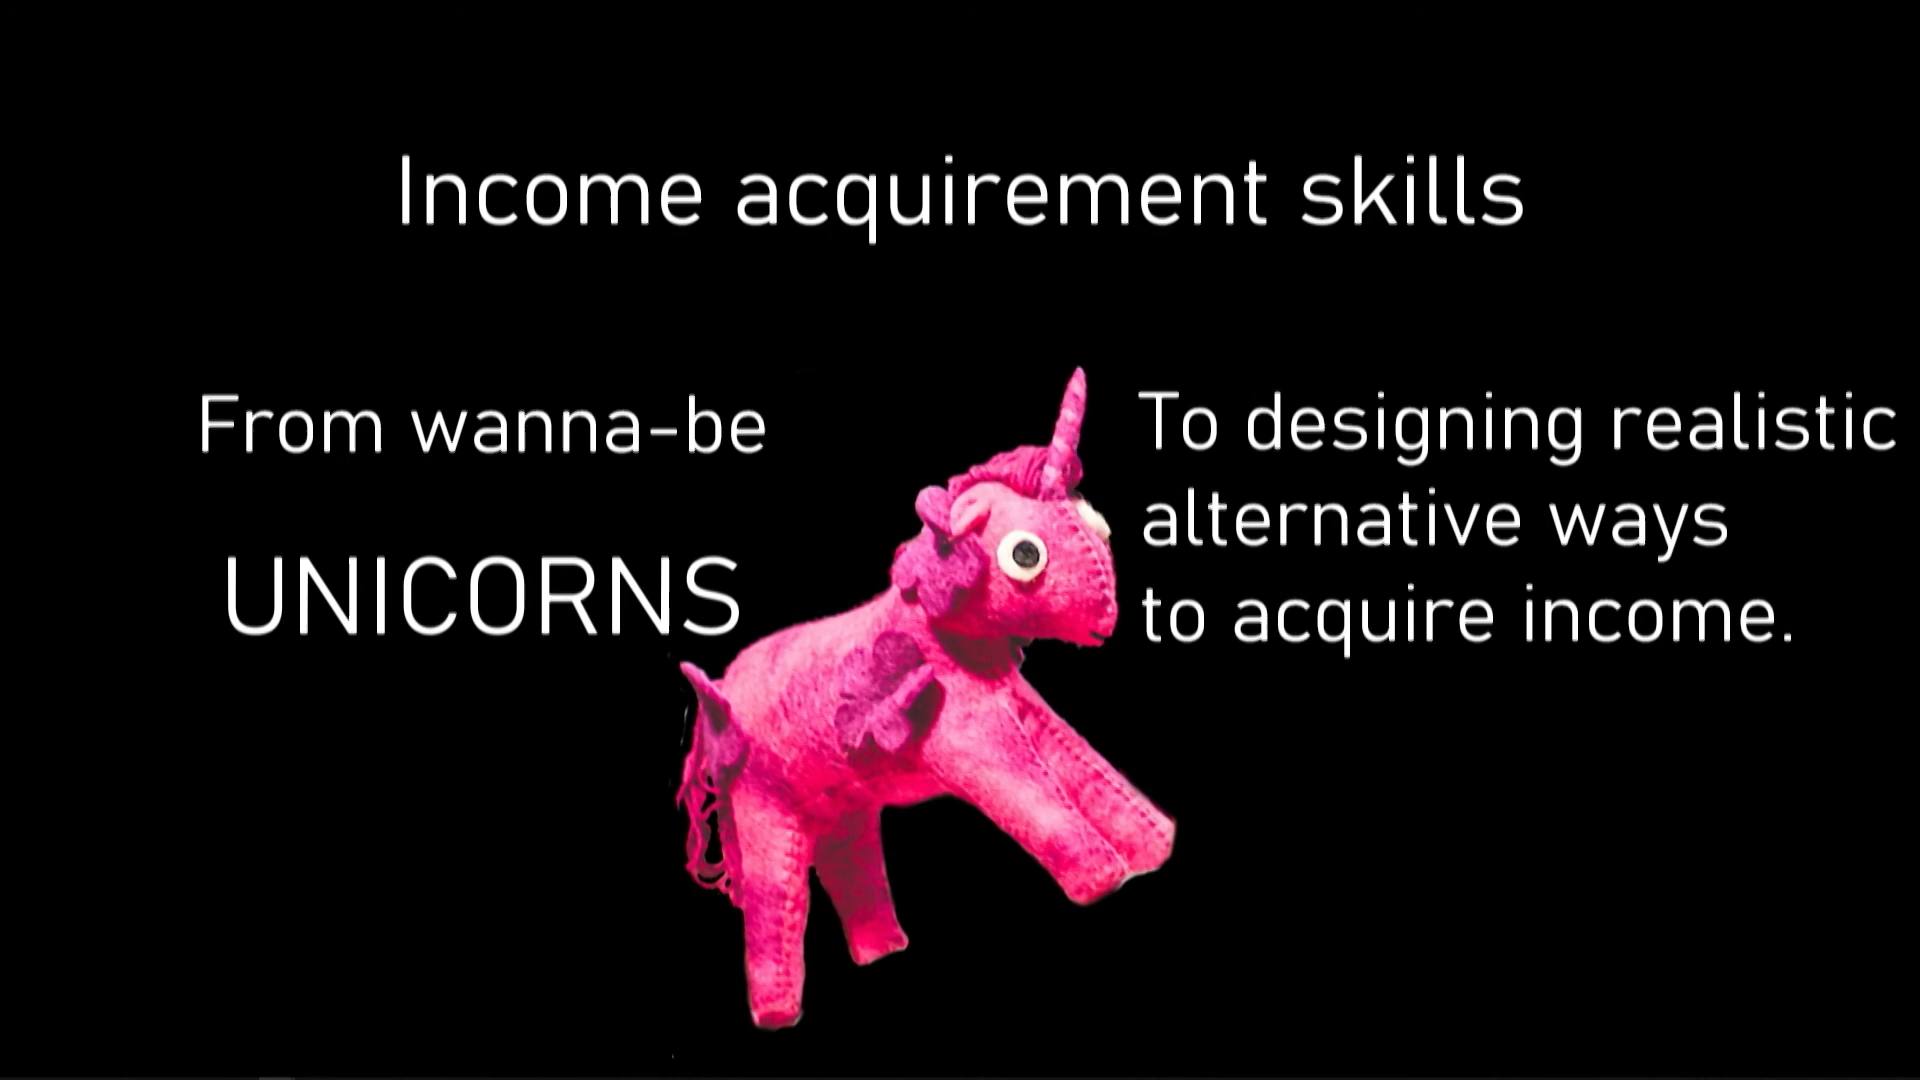 Income acquirement skills
From wanna-be
UNICORNS
To designing realistic
alternative ways
to acquire income.